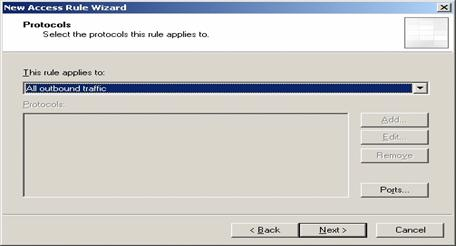 New Access Rule Wizard
Protocols
Select the protocols this rule applies to.
This rule applies to:
All outbound traffic
Protocols:
Add...
Edit...
Remove
Ports...
< Back
Next >
Cancel